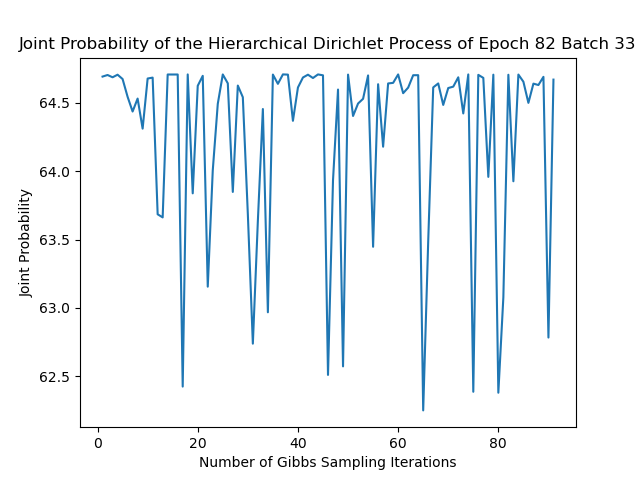 Joint Probability of the Hierarchical Dirichlet Process of Epoch 82 Batch 33
64.5
64.0
63.5
63.0
62.5
Joint Probability
0 20 40 60 80
Number of Gibbs Sampling Iterations